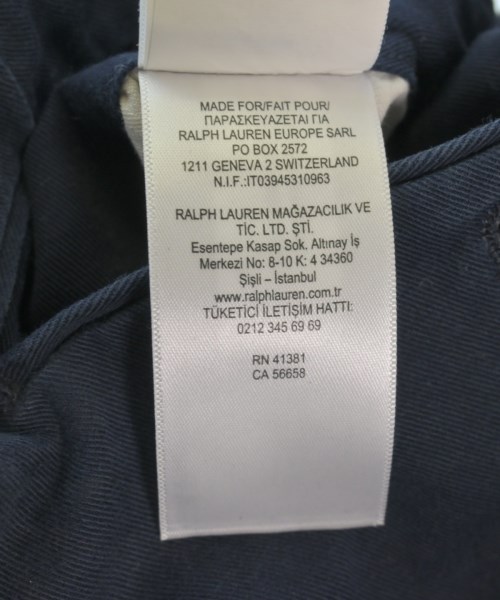 MADE FOR/FAIT POUR/
ΠΑΡΑΣΚΕΥΑΖΕΤΑΙ ΓΙΑ
RALPH LAUREN EUROPE SARL
PO BOX 2572
1211 GENEVA 2 SWITZERLAND
N.I.F.:IT03945310963
RALPH LAUREN MAĞAZACILIK VE
TİC. LTD. ŞTİ.
Esentepe Kasap Sok. Altınay İş
Merkezi No: 8-10 K: 4 34360
Şişli – İstanbul
www.ralphlauren.com.tr
TÜKETİCİ İLETİŞİM HATTI:
0212 345 69 69
RN 41381
CA 56658